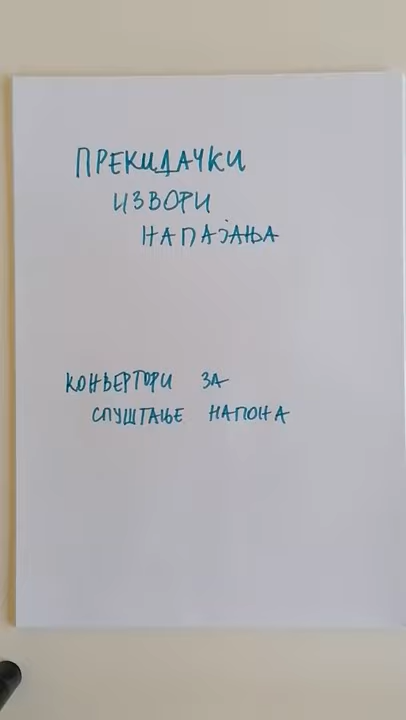 ПРЕКИДАЧКИ
ИЗВОРИ
НАПАЈАЊА
КОНВЕРТОРИ ЗА
СПУШТАЊЕ НАПОНА